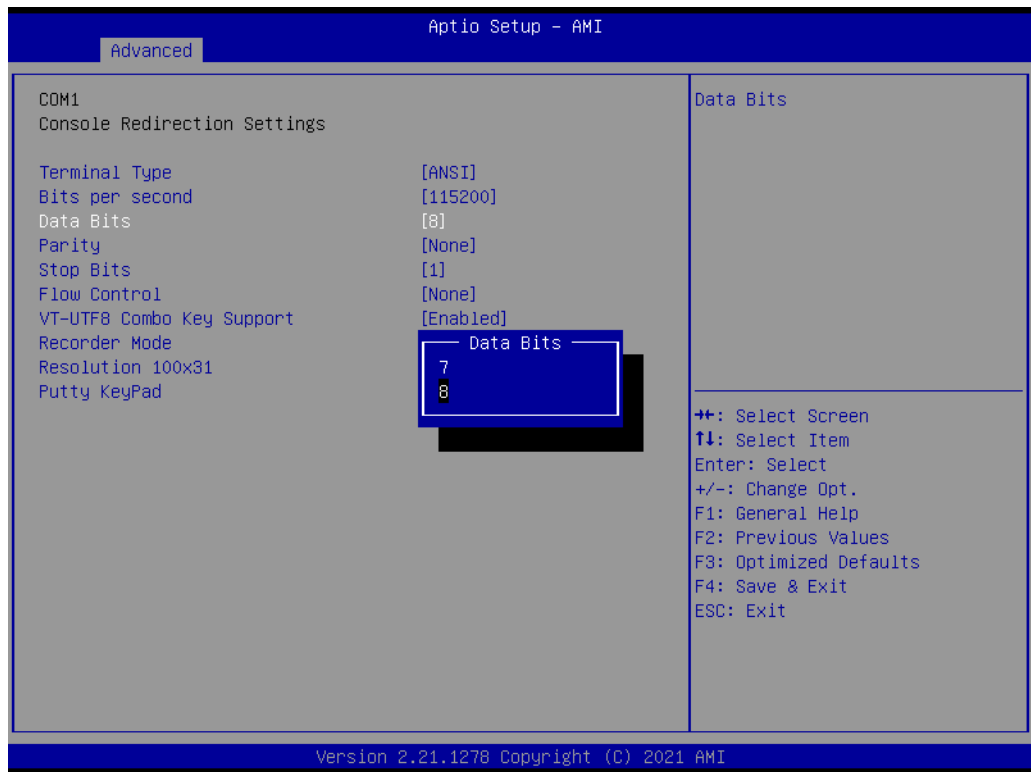 Aptio Setup – AMI
Advanced
COM1
Console Redirection Settings
Terminal Type [ANSI]
Bits per second [115200]
Data Bits [8]
Parity [None]
Stop Bits [1]
Flow Control [None]
VT-UTF8 Combo Key Support [Enabled]
Recorder Mode
Resolution 100x31
Putty KeyPad
Data Bits
7
8
Data Bits
→←: Select Screen
↑↓: Select Item
Enter: Select
+/-: Change Opt.
F1: General Help
F2: Previous Values
F3: Optimized Defaults
F4: Save & Exit
ESC: Exit
Version 2.21.1278 Copyright (C) 2021 AMI